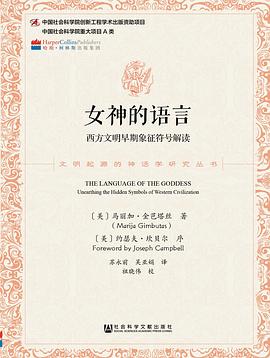 中国社会科学院创新工程学术出版资助项目
中国社会科学院重大项目A类
HarperCollinsPublishers
哈珀·柯林斯出版集团
女神的语言
西方文明早期象征符号解读
文明起源的神话学研究丛书
THE LANGUAGE OF THE GODDESS
Unearthing the Hidden Symbols of Western Civilization
[美]马丽加·金芭塔丝 著
(Marija Gimbutas)
[美]约瑟夫·坎贝尔 序
Foreword by Joseph Campbell
苏永前 吴亚娟 译
祖晓伟 校
社会科学文献出版社
SOCIAL SCIENCES ACADEMIC PRESS (CHINA)